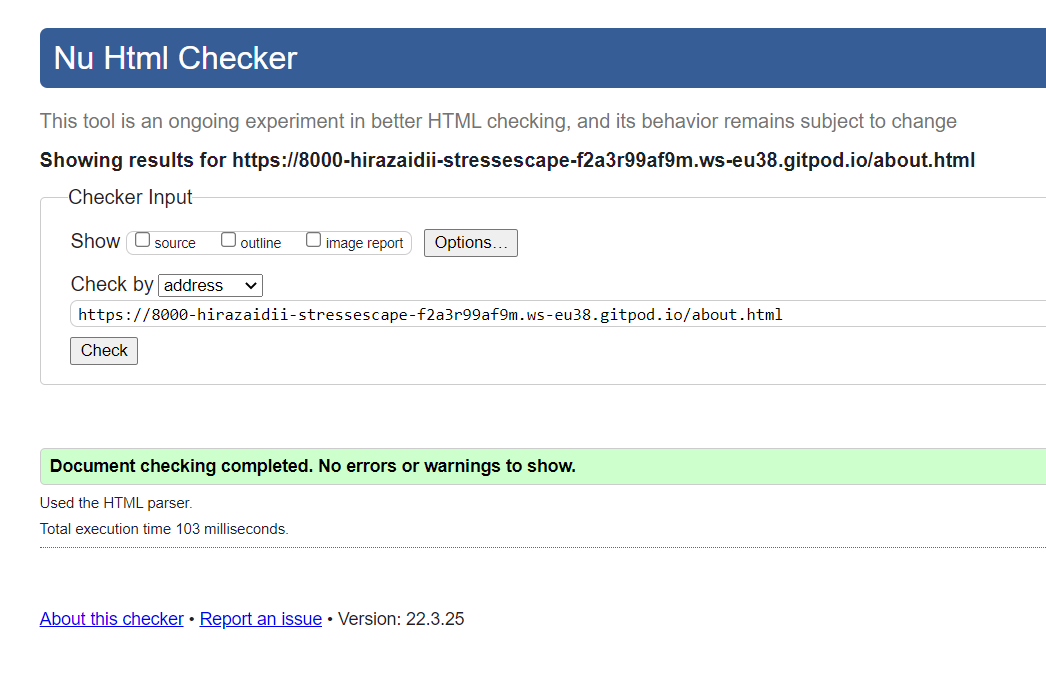 Nu Html Checker
This tool is an ongoing experiment in better HTML checking, and its behavior remains subject to change
Showing results for https://8000-hirazaidii-stressescape-f2a3r99af9m.ws-eu38.gitpod.io/about.html
Checker Input
Show source outline image report Options…
Check by address
https://8000-hirazaidii-stressescape-f2a3r99af9m.ws-eu38.gitpod.io/about.html
Check
Document checking completed. No errors or warnings to show.
Used the HTML parser.
Total execution time 103 milliseconds.
About this checker • Report an issue • Version: 22.3.25